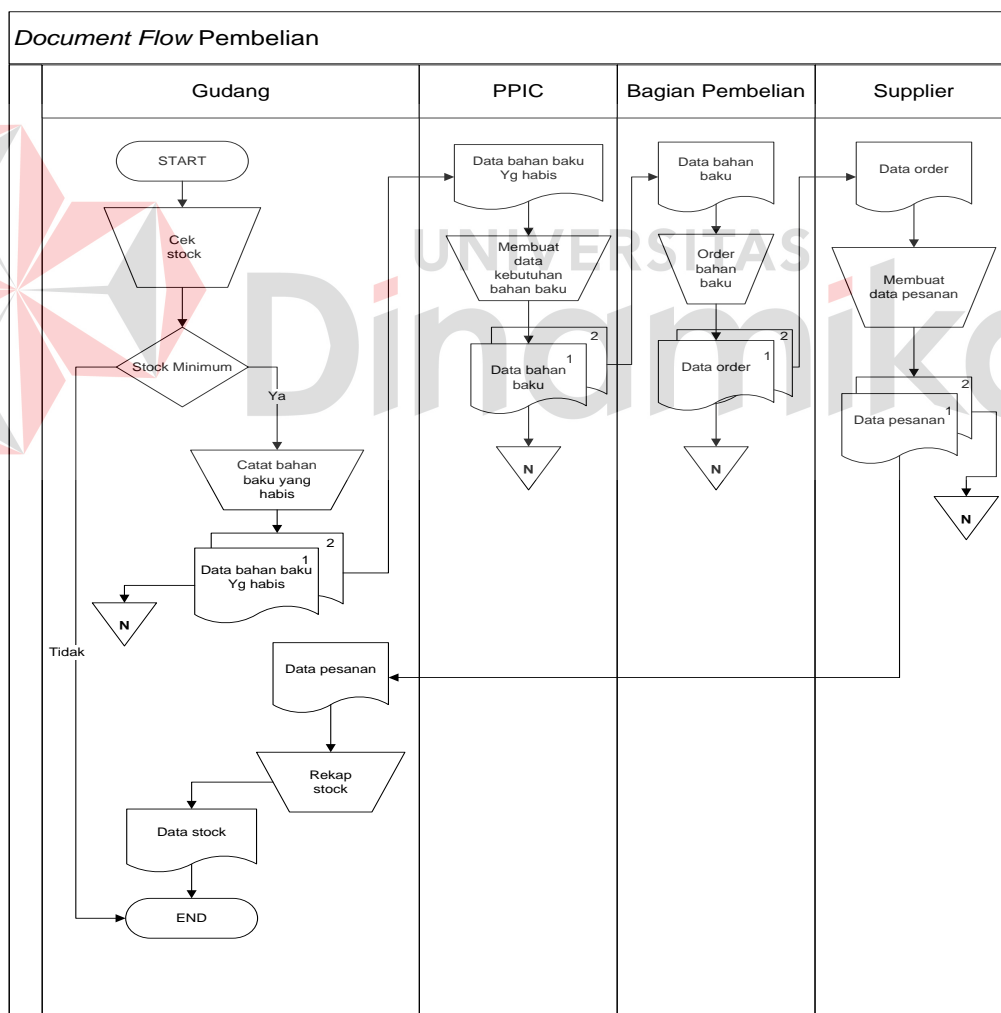 Document Flow Pembelian
Gudang
PPIC
Bagian Pembelian
Supplier
START
Cek
stock
Stock Minimum
Ya
Catat bahan
baku yang
habis
2
1
Data bahan baku
Yg habis
N
Tidak
Data pesanan
Rekap
stock
Data stock
END
Data bahan baku
Yg habis
Membuat
data
kebutuhan
bahan baku
2
1
Data bahan
baku
N
Data bahan
baku
Order
bahan
baku
2
1
Data order
N
Data order
Membuat
data pesanan
2
1
Data pesanan
N
UNIVERSITAS
Dinamika